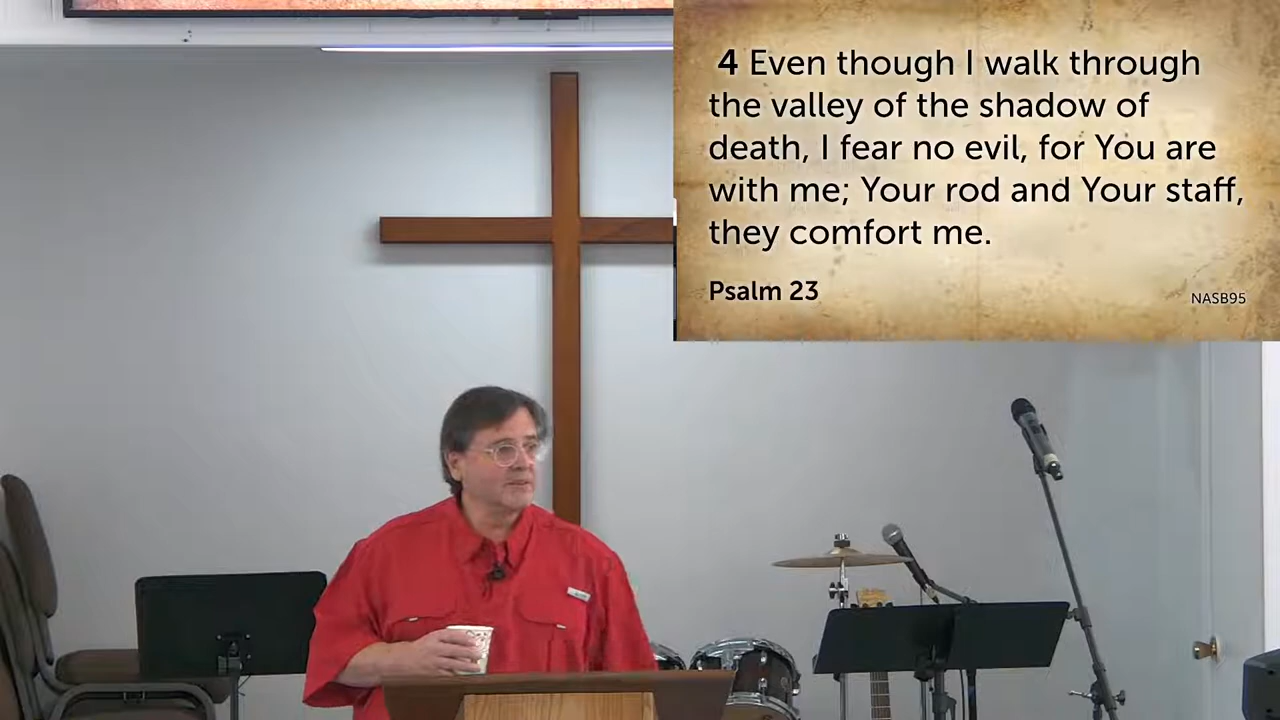 4 Even though I walk through
the valley of the shadow of
death, I fear no evil, for You are
with me; Your rod and Your staff,
they comfort me.
Psalm 23
NASB95